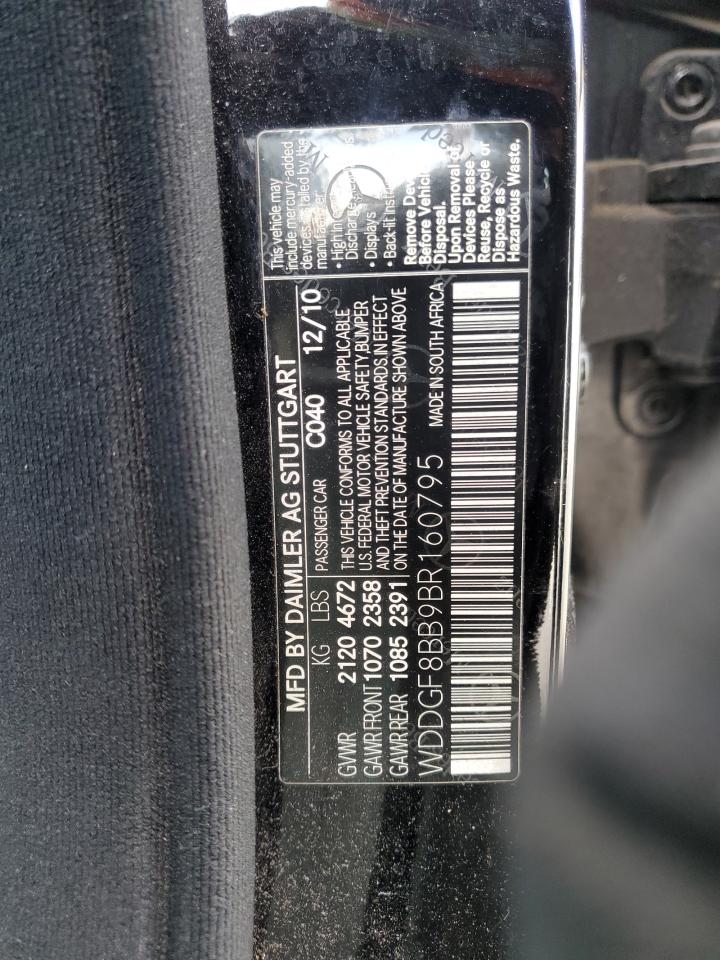 MFD BY DAIMLER AG STUTTGART
KG LBS PASSENGER CAR C040 12/10
GVWR 2120 4672
GAWR FRONT 1070 2358
GAWR REAR 1085 2391
THIS VEHICLE CONFORMS TO ALL APPLICABLE
U.S. FEDERAL MOTOR VEHICLE SAFETY, BUMPER
AND THEFT PREVENTION STANDARDS IN EFFECT
ON THE DATE OF MANUFACTURE SHOWN ABOVE
WDDGF8BB9BR160795 MADE IN SOUTH AFRICA
This vehicle may
include mercury-added
devices installed by the
manufacturer
• High In
Discharge
• Displays
• Back-lit
Remove
Before Vehicle
Upon Removal of
Devices Please
Reuse, Recycle or
Dispose as
Hazardous Waste.